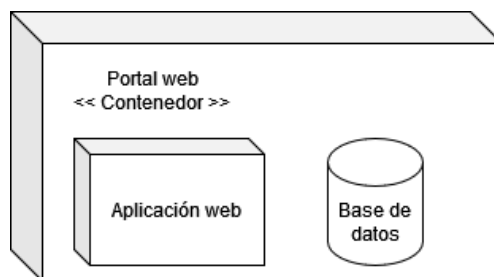 Portal web
<< Contenedor >>
Aplicación web
Base de
datos